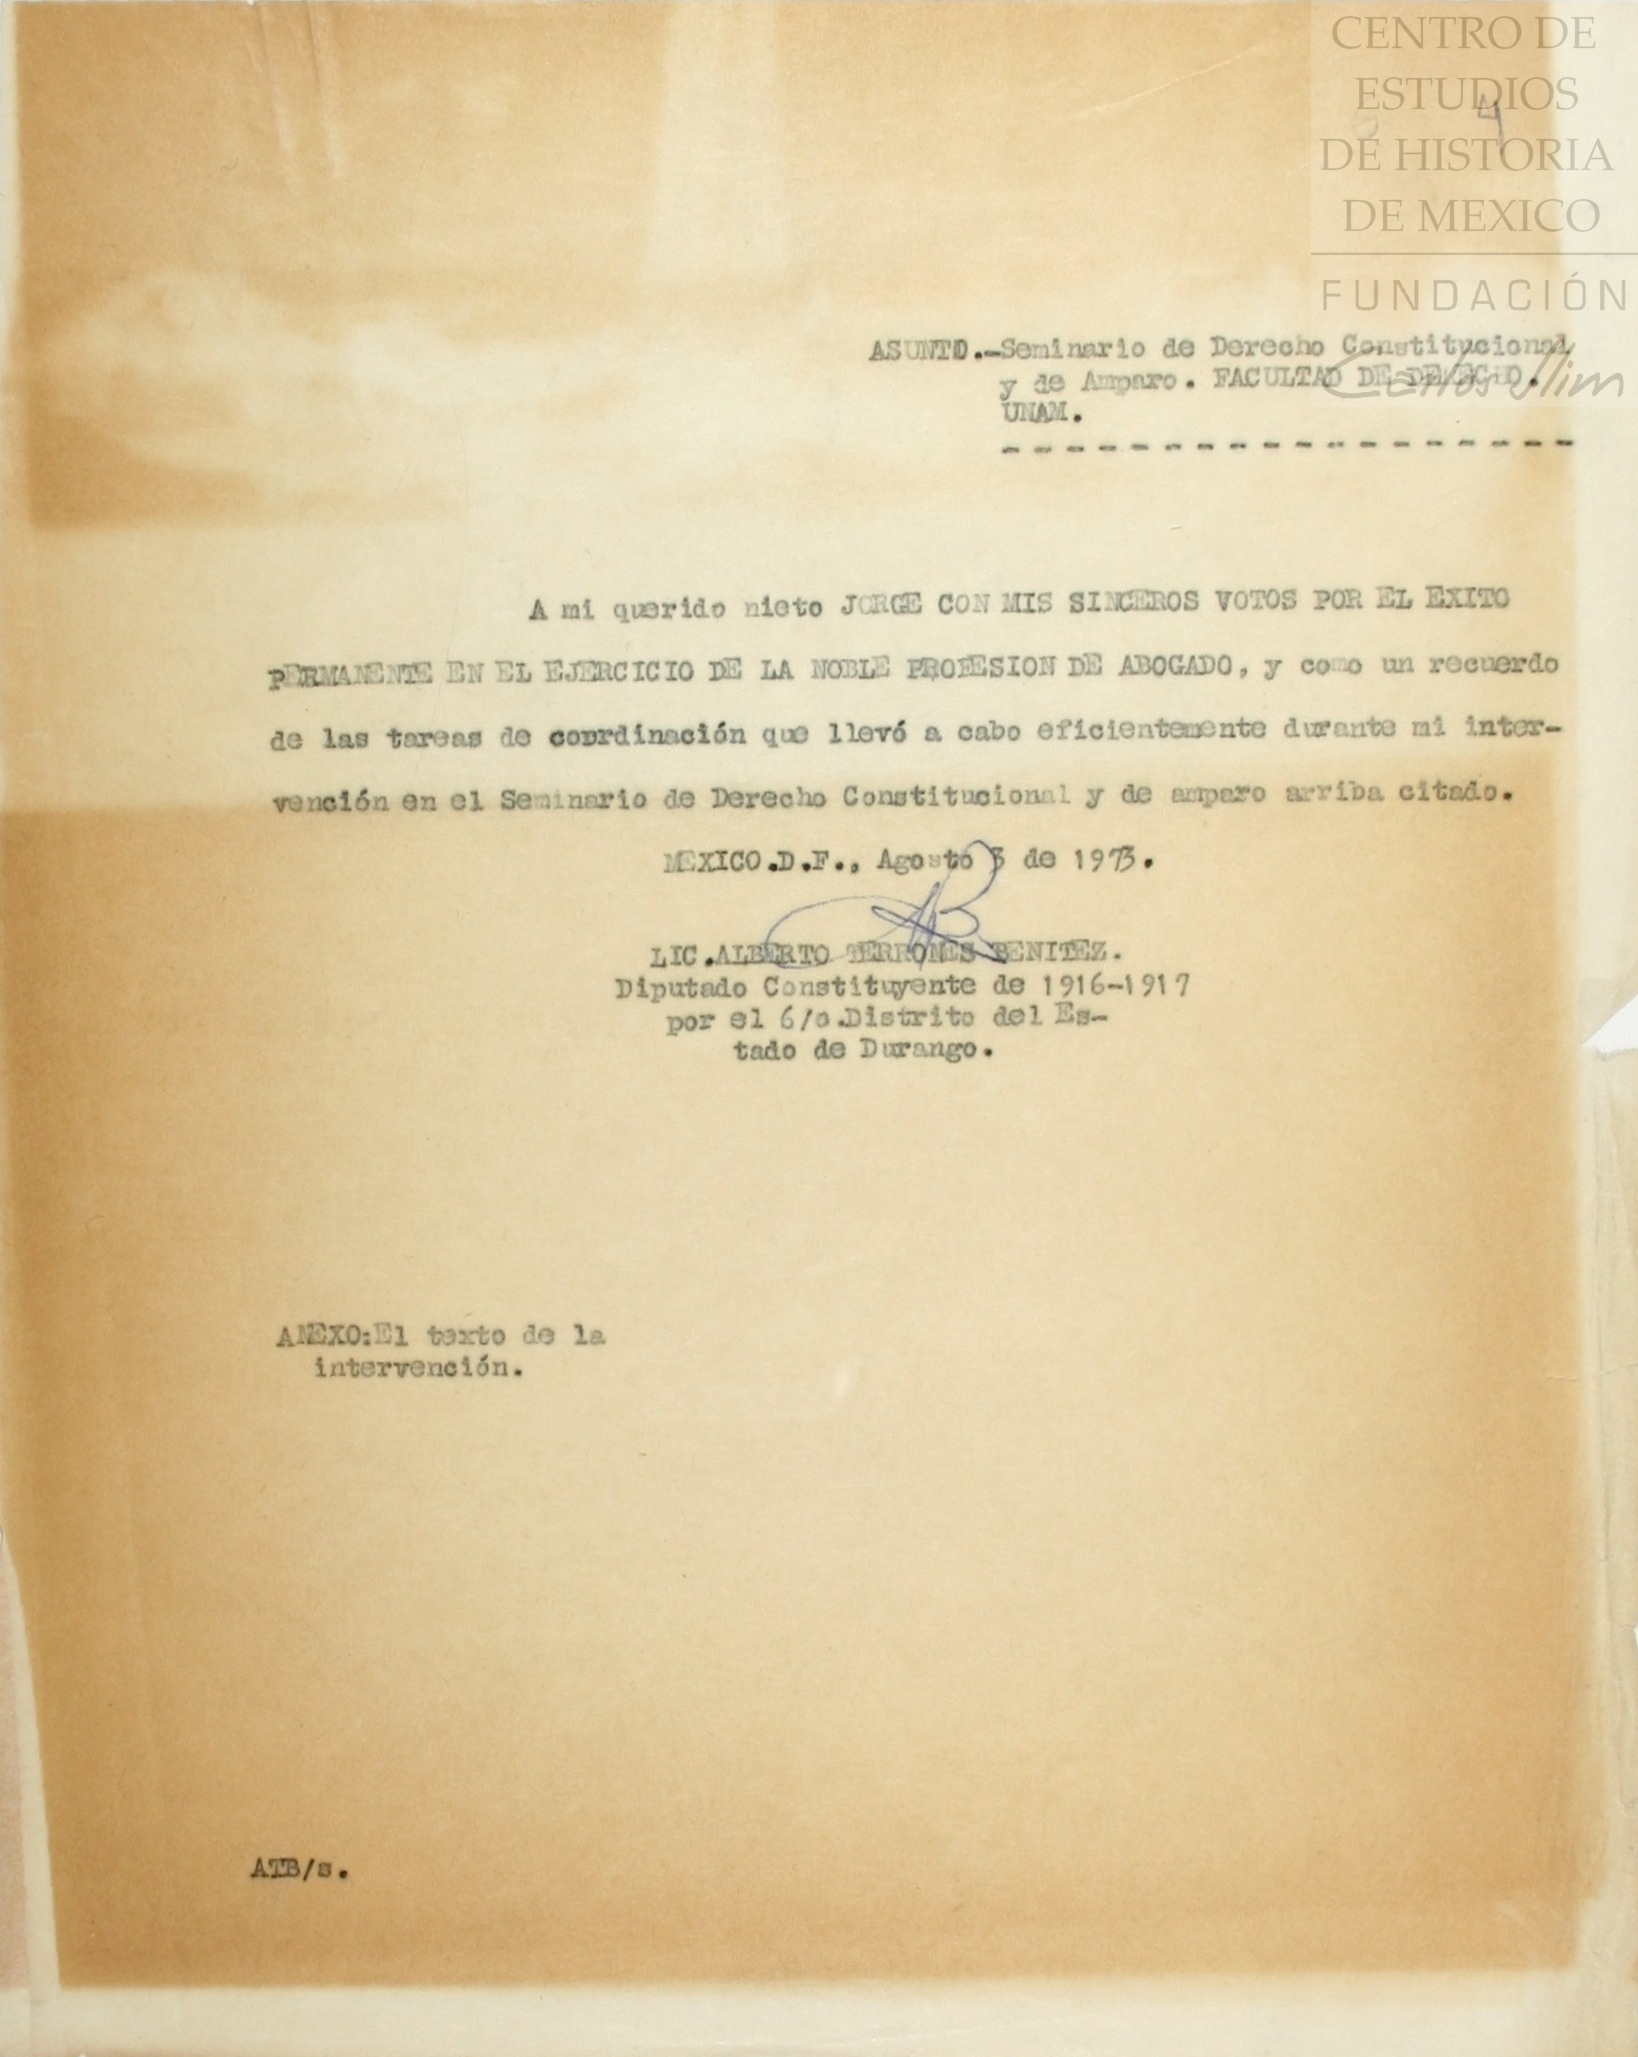 CENTRO DE
ESTUDIOS
DE HISTORIA
DE MEXICO
FUNDACIÓN
Carlos Slim
4
ASUNTO.-Seminario de Derecho Constitucional
y de Amparo. FACULTAD DE DERECHO.
UNAM.
- - - - - - - - - - - - - - - - - -
A mi querido nieto JORGE CON MIS SINCEROS VOTOS POR EL EXITO
PERMANENTE EN EL EJERCICIO DE LA NOBLE PROFESION DE ABOGADO, y como un recuerdo
de las tareas de coordinación que llevó a cabo eficientemente durante mi inter-
vención en el Seminario de Derecho Constitucional y de amparo arriba citado.
MEXICO.D.F., Agosto 3 de 1973.
LIC.ALBERTO TERRONES BENITEZ.
Diputado Constituyente de 1916-1917
por el 6/o.Distrito del Es-
tado de Durango.
ANEXO:El texto de la
intervención.
ATB/s.